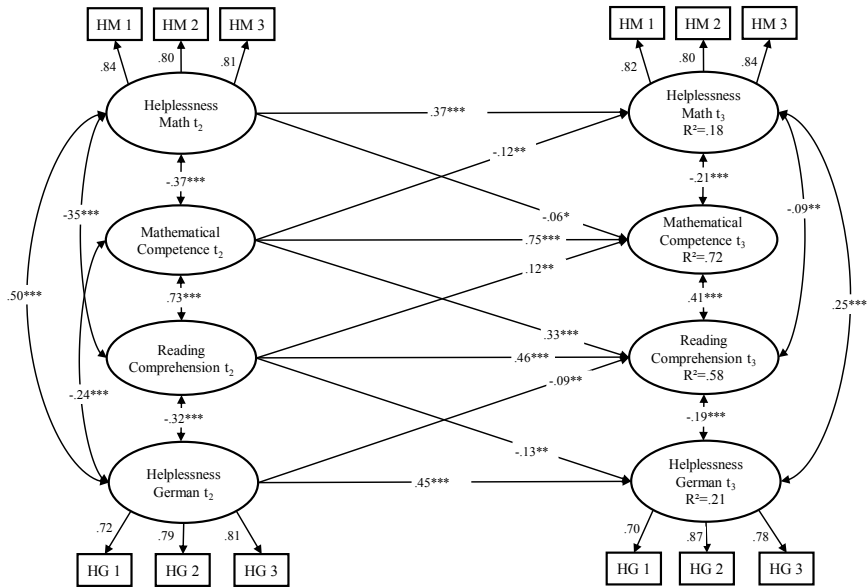 HM 1 HM 2 HM 3 HM 1 HM 2 HM 3
.84 .80 .81 .82 .80 .84
Helplessness
Math t2
.37***
Helplessness
Math t3
R²=.18
-.12**
-.37*** -.21***
-35*** -.09**
-.06*
Mathematical
Competence t2
.75***
Mathematical
Competence t3
R²=.72
.12**
.50*** .73*** .41*** .25***
.33***
Reading
Comprehension t2
.46***
Reading
Comprehension t3
R²=.58
-.09**
-.24***
-.32*** -.19***
-.13**
Helplessness
German t2
.45***
Helplessness
German t3
R²=.21
.72 .79 .81 .70 .87 .78
HG 1 HG 2 HG 3 HG 1 HG 2 HG 3